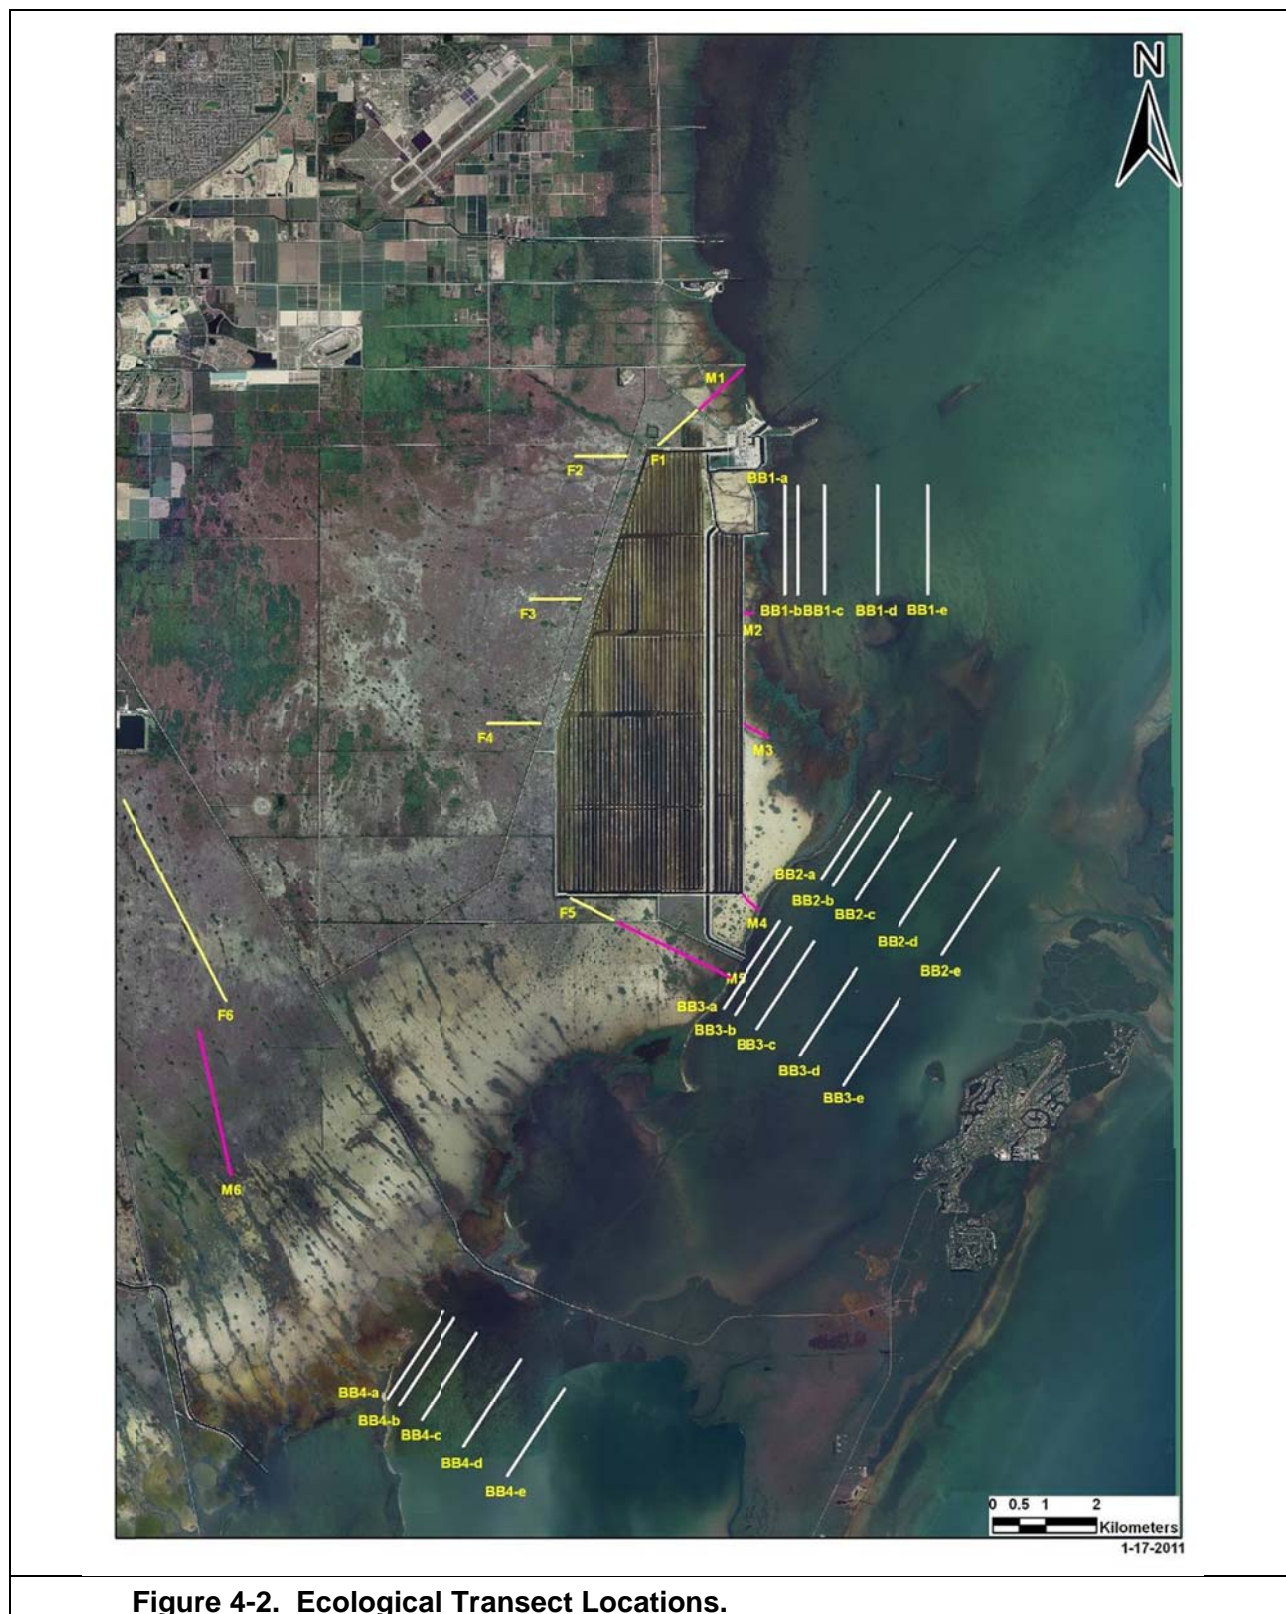 N
M1
F1
F2
BB1-a
F3
BB1-b
BB1-c
BB1-d
BB1-e
M2
F4
M3
BB2-a
BB2-b
BB2-c
BB2-d
BB2-e
F5
M4
M5
F6
BB3-a
BB3-b
BB3-c
BB3-d
BB3-e
M6
BB4-a
BB4-b
BB4-c
BB4-d
BB4-e
0 0.5 1 2
Kilometers
1-17-2011
Figure 4-2. Ecological Transect Locations.